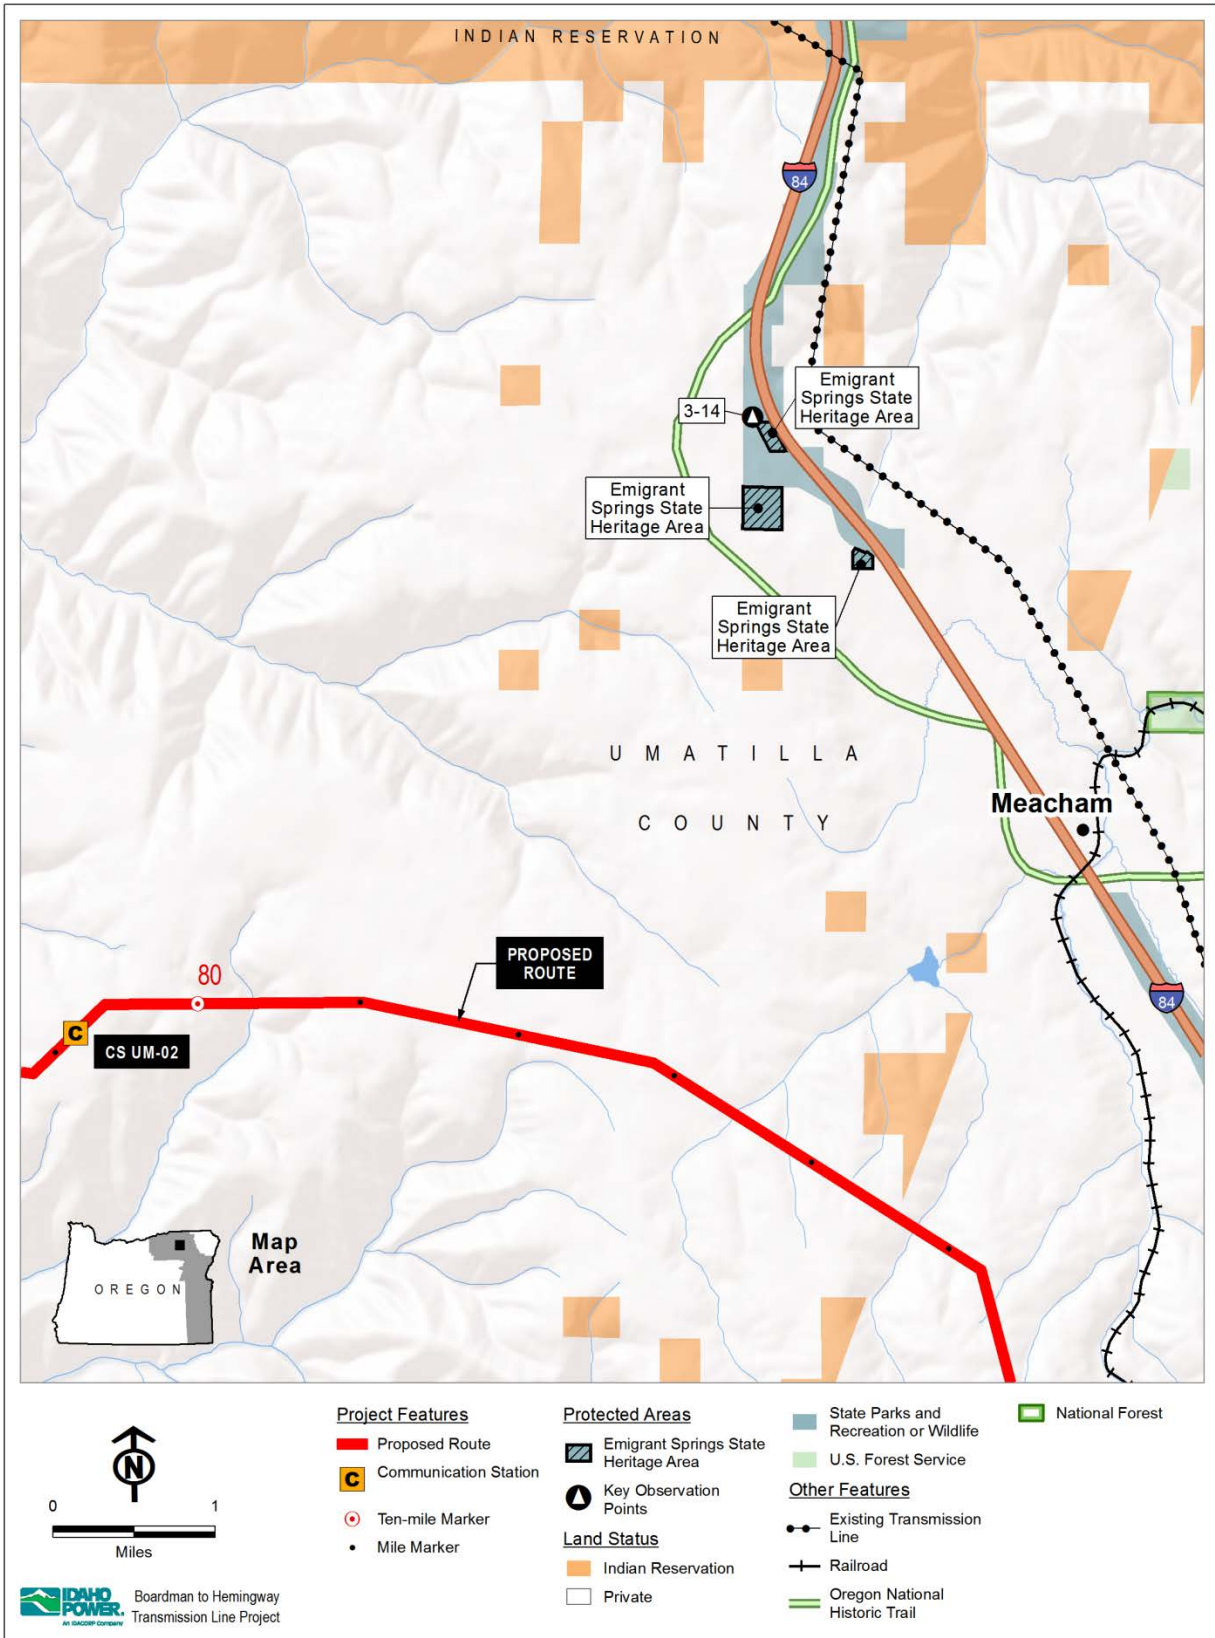 INDIAN RESERVATION
84
Emigrant
Springs State
Heritage Area
3-14
Emigrant
Springs State
Heritage Area
Emigrant
Springs State
Heritage Area
UMATILLA
COUNTY
Meacham
PROPOSED
ROUTE
80
84
C
CS UM-02
Map
Area
OREGON
N
0 1
Miles
IDAHO
POWER.
An IDACORP Company
Boardman to Hemingway
Transmission Line Project
Project Features
Proposed Route
C
Communication Station
Ten-mile Marker
Mile Marker
Protected Areas
Emigrant Springs State
Heritage Area
Key Observation
Points
Land Status
Indian Reservation
Private
State Parks and
Recreation or Wildlife
U.S. Forest Service
Other Features
Existing Transmission
Line
Railroad
Oregon National
Historic Trail
National Forest